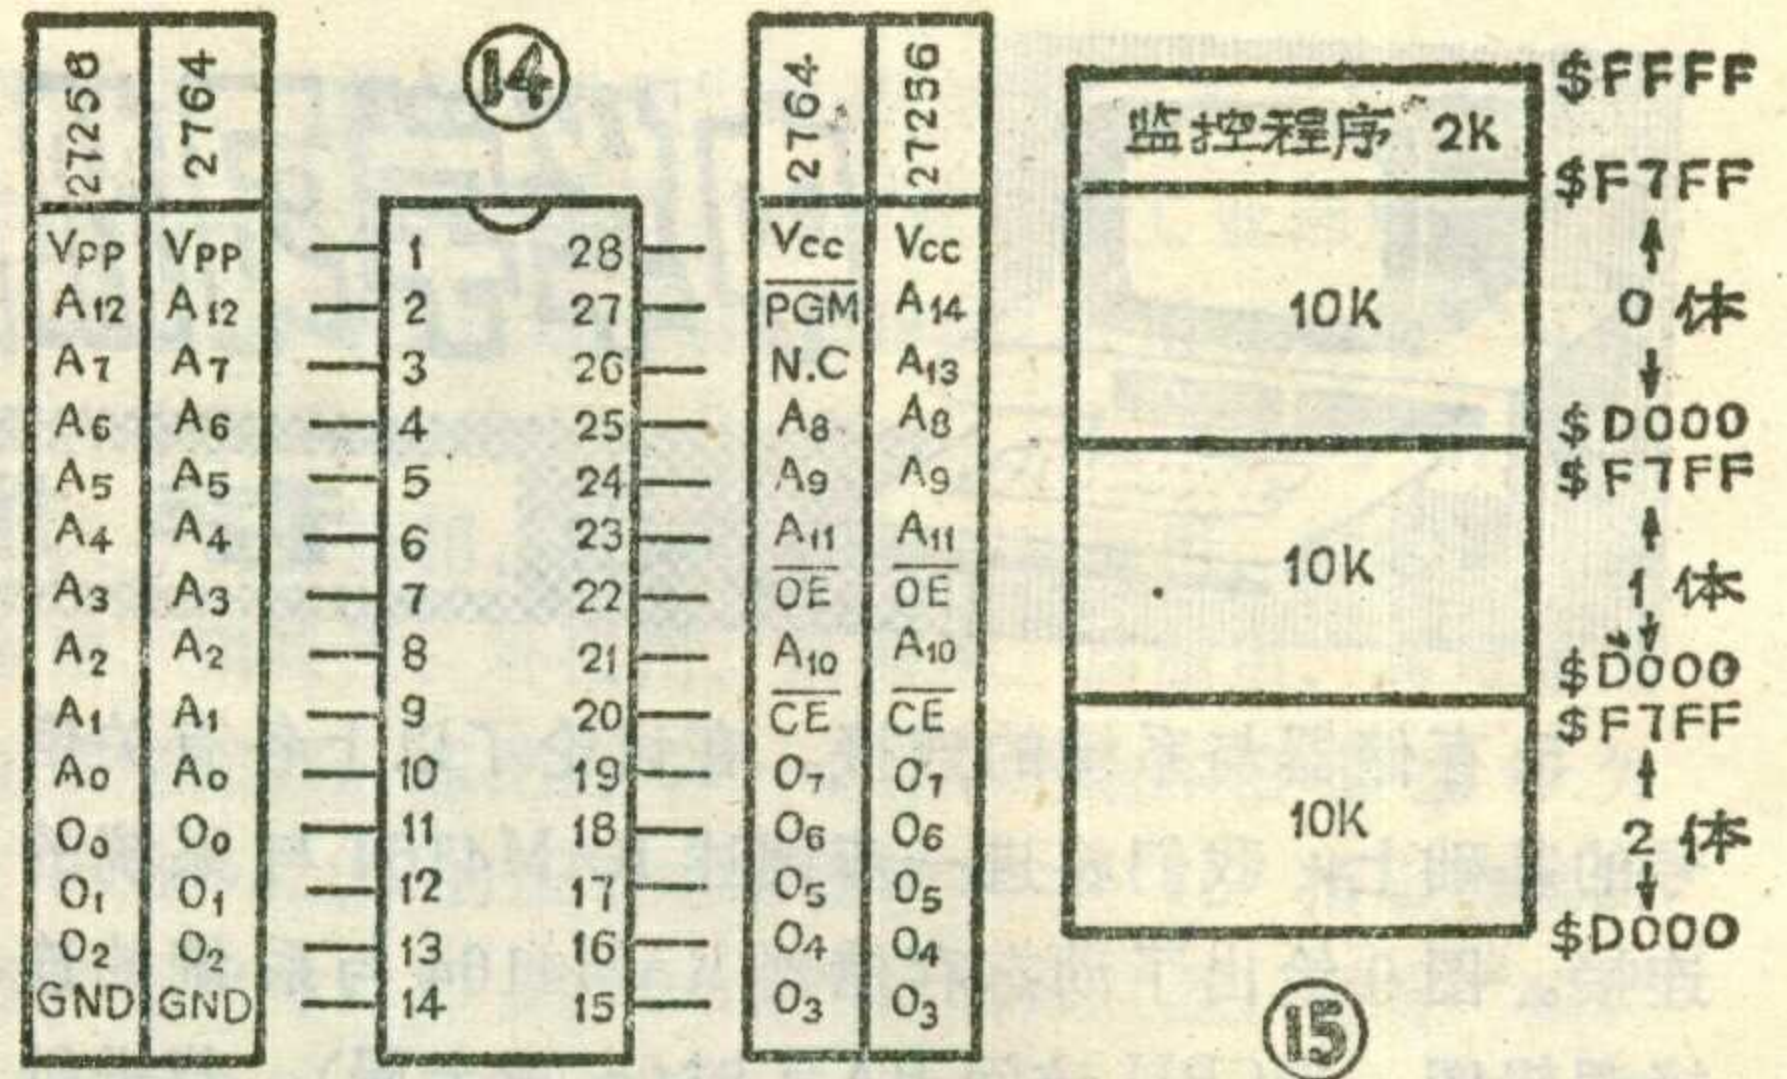 27256 2764 ⑭ 2764 27256
VPP VPP 1 28 Vcc Vcc
A12 A12 2 27 PGM A14
A7 A7 3 26 N.C A13
A6 A6 4 25 A8 A8
A5 A5 5 24 A9 A9
A4 A4 6 23 A11 A11
A3 A3 7 22 OE OE
A2 A2 8 21 A10 A10
A1 A1 9 20 CE CE
A0 A0 10 19 O7 O7
O0 O0 11 18 O6 O6
O1 O1 12 17 O5 O5
O2 O2 13 16 O4 O4
GND GND 14 15 O3 O3
$FFFF
监控程序 2K
$F7FF
10K
0 体
$D000
$F7FF
10K
1 体
$D000
$F7FF
10K
2 体
$D000
⑮